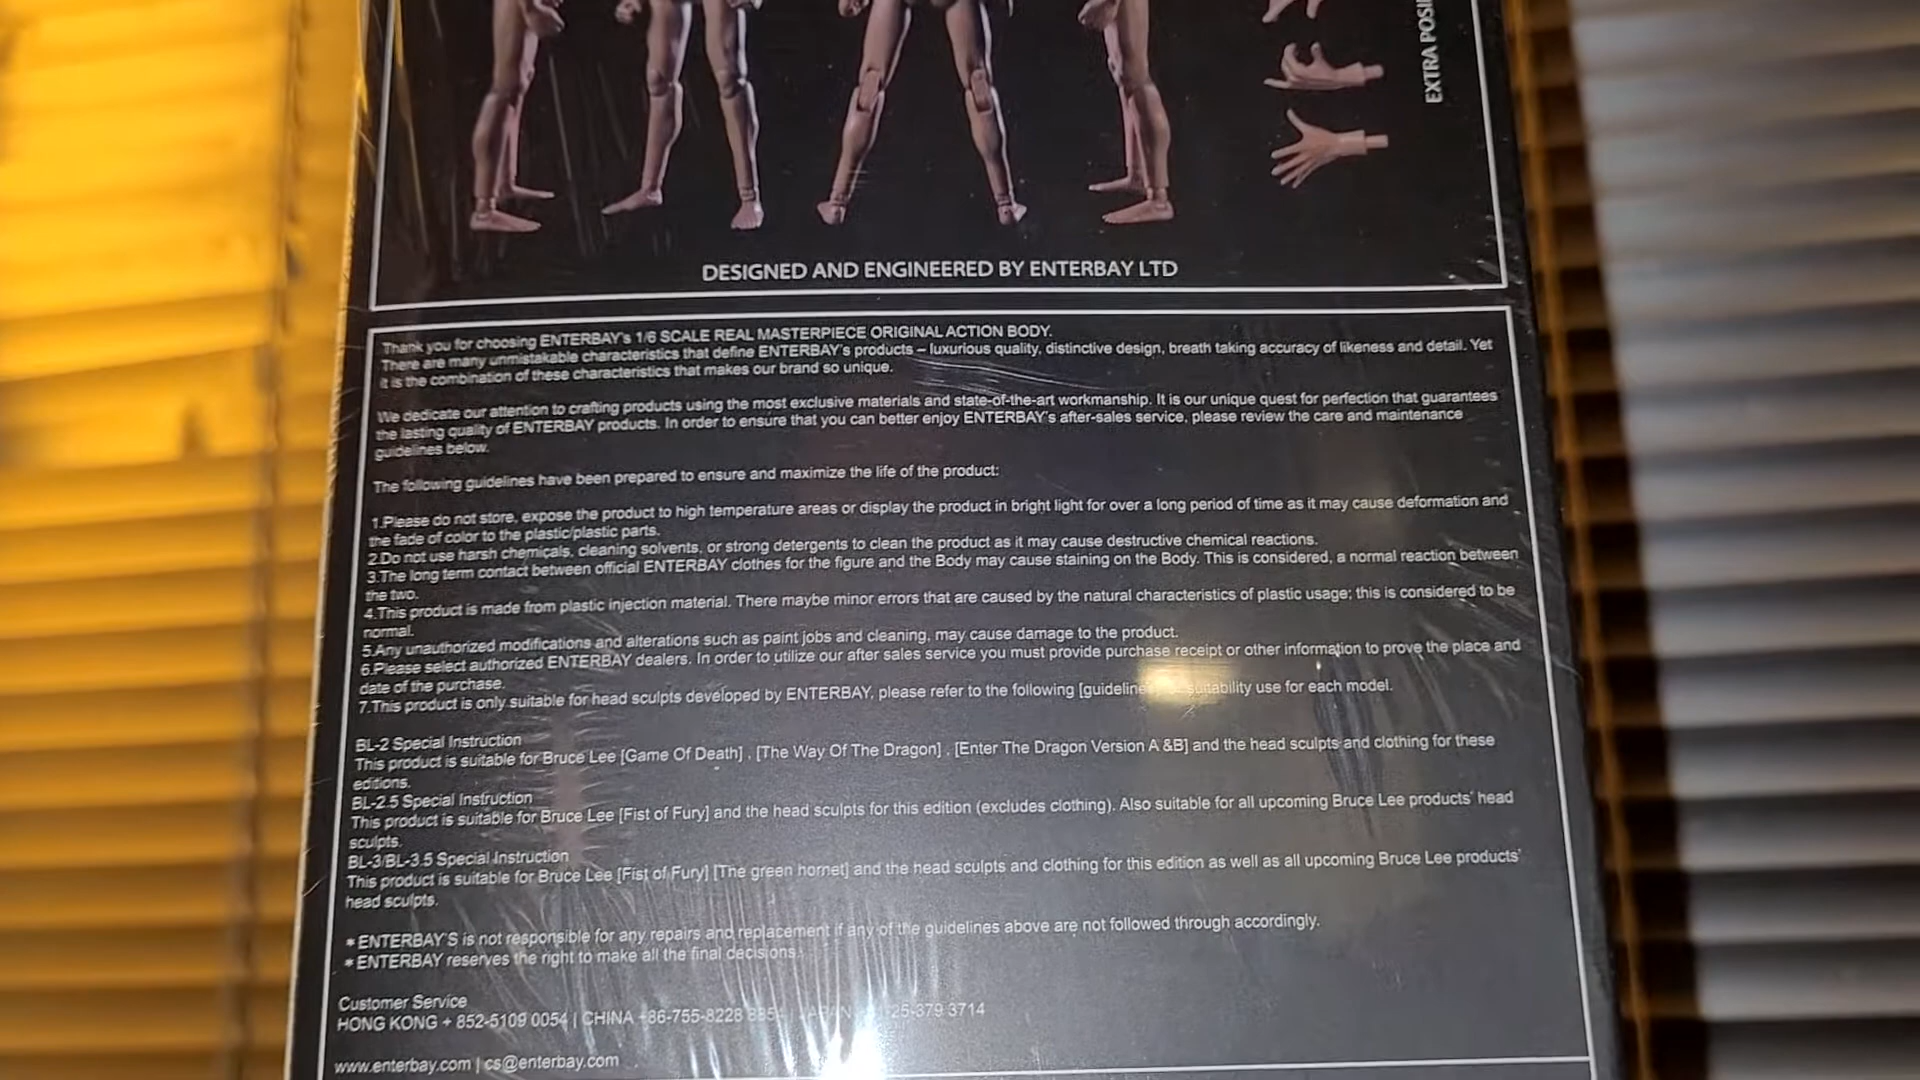 EXTRA POSI
DESIGNED AND ENGINEERED BY ENTERBAY LTD
Thank you for choosing ENTERBAY's 1/6 SCALE REAL MASTERPIECE ORIGINAL ACTION BODY.
There are many unmistakable characteristics that define ENTERBAY's products – luxurious quality, distinctive design, breath taking accuracy of likeness and detail. Yet
it is the combination of these characteristics that makes our brand so unique.
We dedicate our attention to crafting products using the most exclusive materials and state-of-the-art workmanship. It is our unique quest for perfection that guarantees
the lasting quality of ENTERBAY products. In order to ensure that you can better enjoy ENTERBAY's after-sales service, please review the care and maintenance
guidelines below.
The following guidelines have been prepared to ensure and maximize the life of the product:
1.Please do not store, expose the product to high temperature areas or display the product in bright light for over a long period of time as it may cause deformation and
the fade of color to the plastic/plastic parts.
2.Do not use harsh chemicals, cleaning solvents, or strong detergents to clean the product as it may cause destructive chemical reactions.
3.The long term contact between official ENTERBAY clothes for the figure and the Body may cause staining on the Body. This is considered, a normal reaction between
the two.
4.This product is made from plastic injection material. There maybe minor errors that are caused by the natural characteristics of plastic usage; this is considered to be
normal.
5.Any unauthorized modifications and alterations such as paint jobs and cleaning, may cause damage to the product.
6.Please select authorized ENTERBAY dealers. In order to utilize our after sales service you must provide purchase receipt or other information to prove the place and
date of the purchase.
7.This product is only suitable for head sculpts developed by ENTERBAY, please refer to the following [guideline suitability use for each model.
BL-2 Special Instruction
This product is suitable for Bruce Lee [Game Of Death] , [The Way Of The Dragon] , [Enter The Dragon Version A &B] and the head sculpts and clothing for these
editions.
BL-2.5 Special Instruction
This product is suitable for Bruce Lee [Fist of Fury] and the head sculpts for this edition (excludes clothing). Also suitable for all upcoming Bruce Lee products' head
sculpts.
BL-3/BL-3.5 Special Instruction
This product is suitable for Bruce Lee [Fist of Fury] [The green hornet] and the head sculpts and clothing for this edition as well as all upcoming Bruce Lee products'
head sculpts.
* ENTERBAY'S is not responsible for any repairs and replacement if any of the guidelines above are not followed through accordingly.
* ENTERBAY reserves the right to make all the final decisions.
Customer Service
HONG KONG + 852-5109 0054 | CHINA +86-755-8228 | JAPAN 25-379 3714
www.enterbay.com | cs@enterbay.com